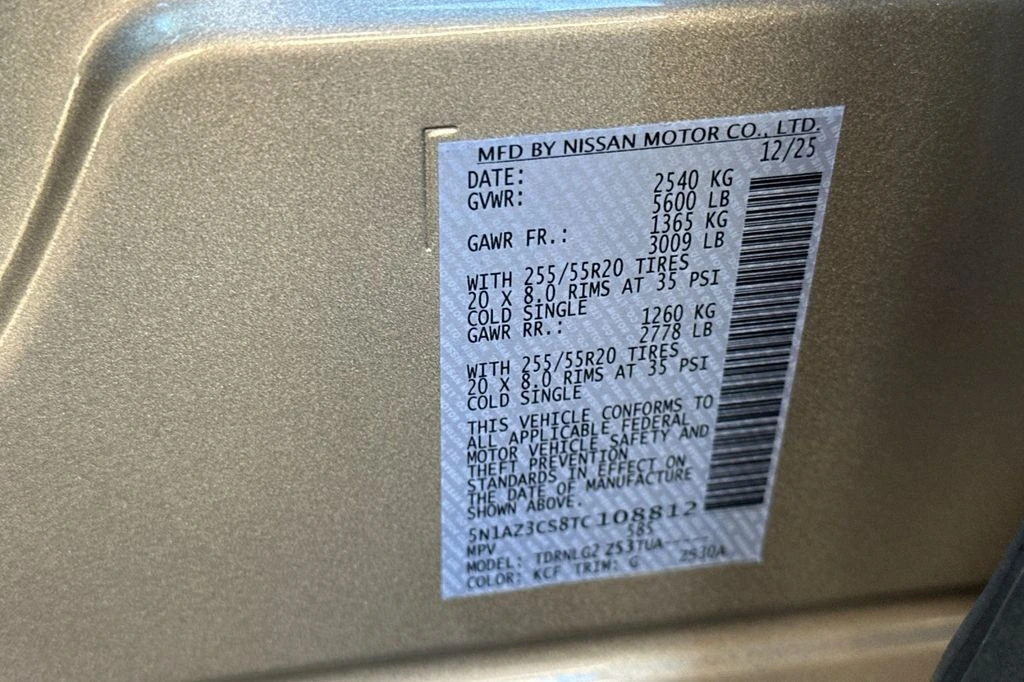 MFD BY NISSAN MOTOR CO., LTD.
DATE: 12/25
GVWR: 2540 KG
5600 LB
GAWR FR.: 1365 KG
3009 LB
WITH 255/55R20 TIRES
20 X 8.0 RIMS AT 35 PSI
COLD SINGLE
GAWR RR.: 1260 KG
2778 LB
WITH 255/55R20 TIRES
20 X 8.0 RIMS AT 35 PSI
COLD SINGLE
THIS VEHICLE CONFORMS TO
ALL APPLICABLE FEDERAL
MOTOR VEHICLE SAFETY AND
THEFT PREVENTION
STANDARDS IN EFFECT ON
THE DATE OF MANUFACTURE
SHOWN ABOVE.
5N1AZ3CS8TC108812
MPV 585
MODEL: TDRNLG2 Z53TUA-----
COLOR: KCF TRIM: G